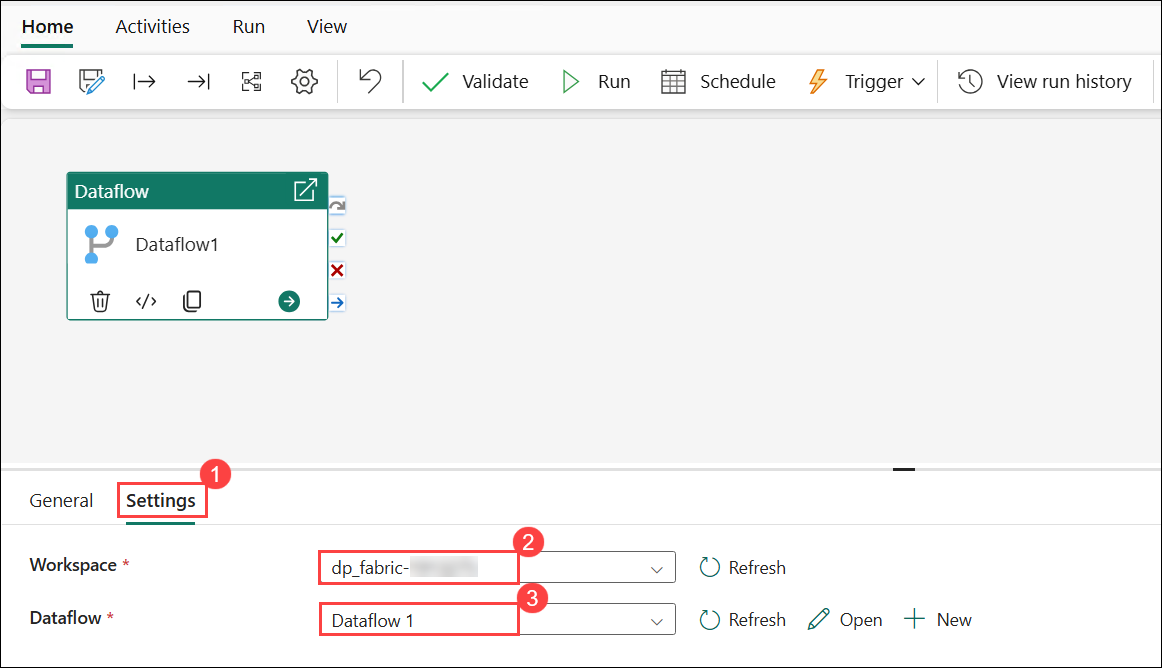 Home Activities Run View
Validate Run Schedule Trigger View run history
Dataflow
Dataflow1
</>
1
General Settings
2
Workspace * dp_fabric- Refresh
3
Dataflow * Dataflow 1 Refresh Open New